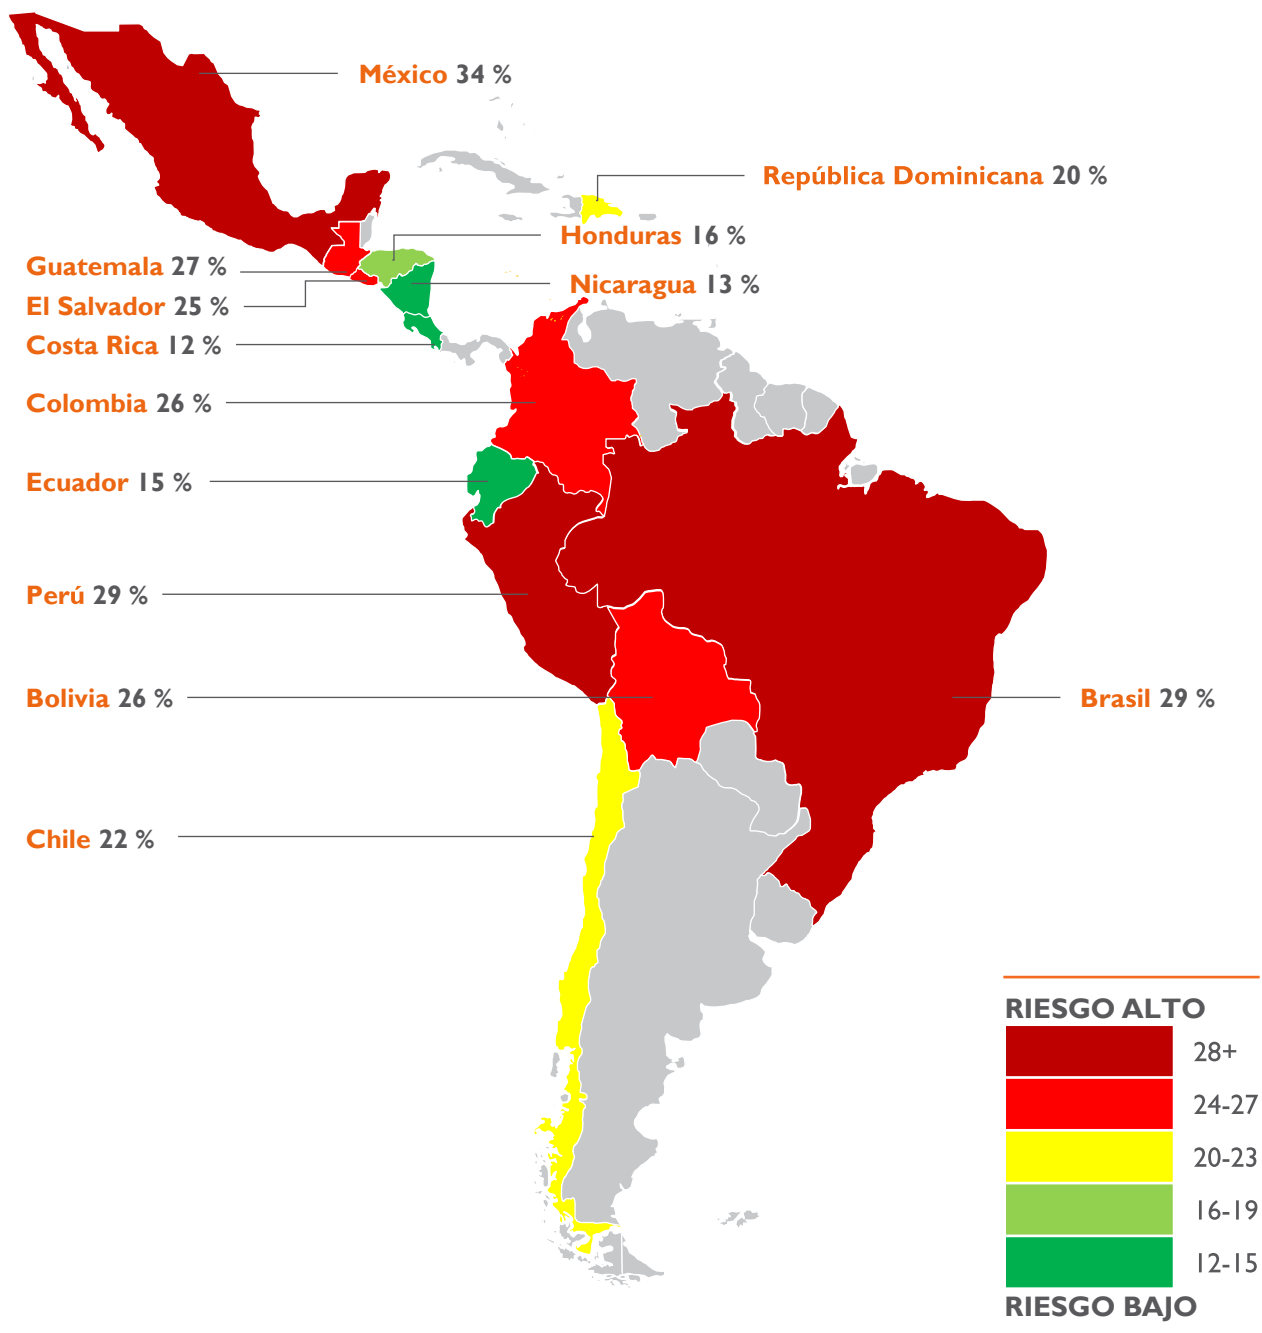 México 34 %
República Dominicana 20 %
Honduras 16 %
Guatemala 27 %
Nicaragua 13 %
El Salvador 25 %
Costa Rica 12 %
Colombia 26 %
Ecuador 15 %
Perú 29 %
Bolivia 26 %
Brasil 29 %
Chile 22 %
RIESGO ALTO
28+
24-27
20-23
16-19
12-15
RIESGO BAJO